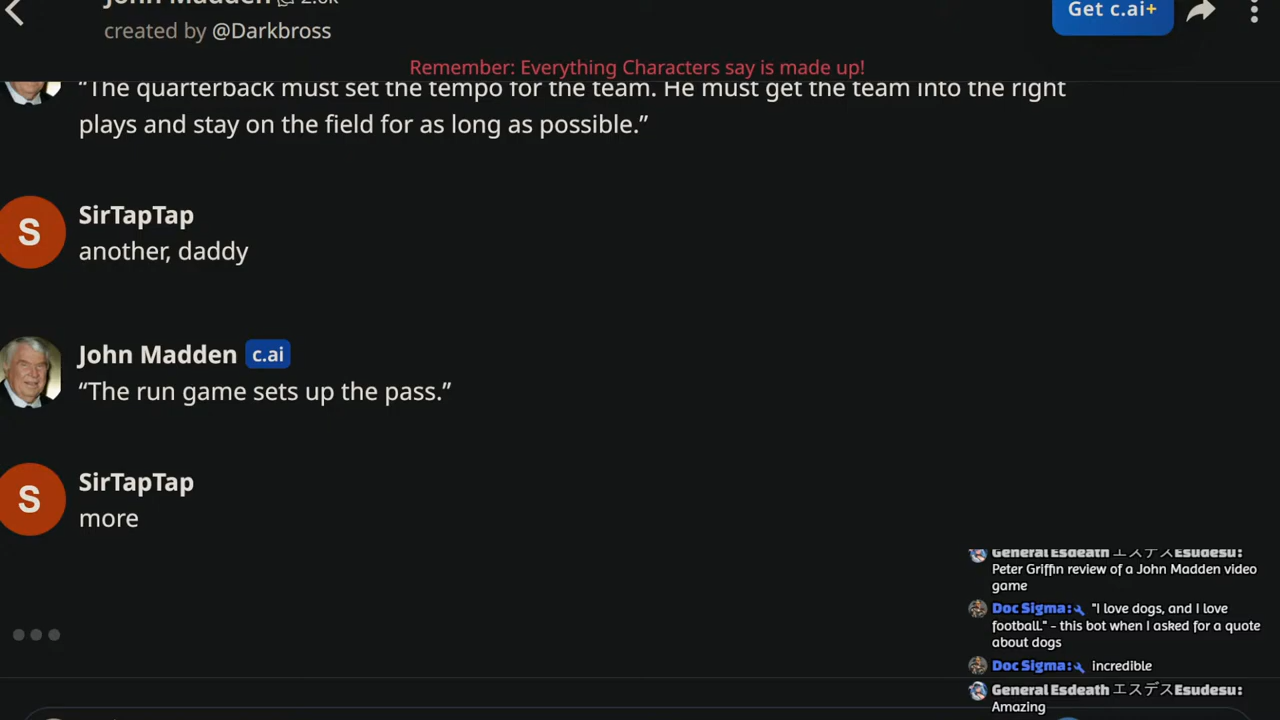 John Madden 2.6k
created by @Darkbross
Get c.ai+
Remember: Everything Characters say is made up!
“The quarterback must set the tempo for the team. He must get the team into the right
plays and stay on the field for as long as possible.”
S
SirTapTap
another, daddy
John Madden c.ai
“The run game sets up the pass.”
S
SirTapTap
more
General Esdeath エスデスEsudesu:
Peter Griffin review of a John Madden video
game
Doc Sigma: "I love dogs, and I love
football." - this bot when I asked for a quote
about dogs
Doc Sigma: incredible
General Esdeath エスデスEsudesu:
Amazing